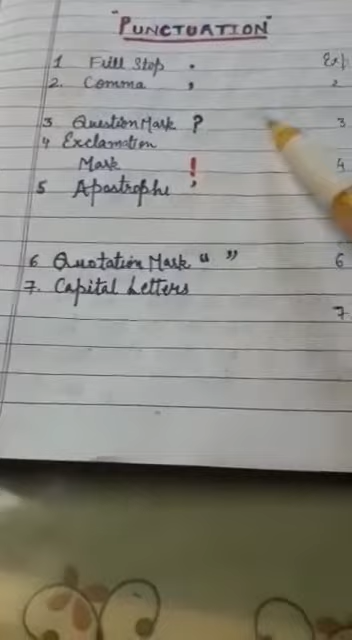 "PUNCTUATION"
1 Full Stop . Exp
2. Comma , 2
3 Question Mark ? 3
4 Exclamation
Mark ! 4
5 Apostrophe '
6 Quotation Mark " " 6
7. Capital Letters
7.